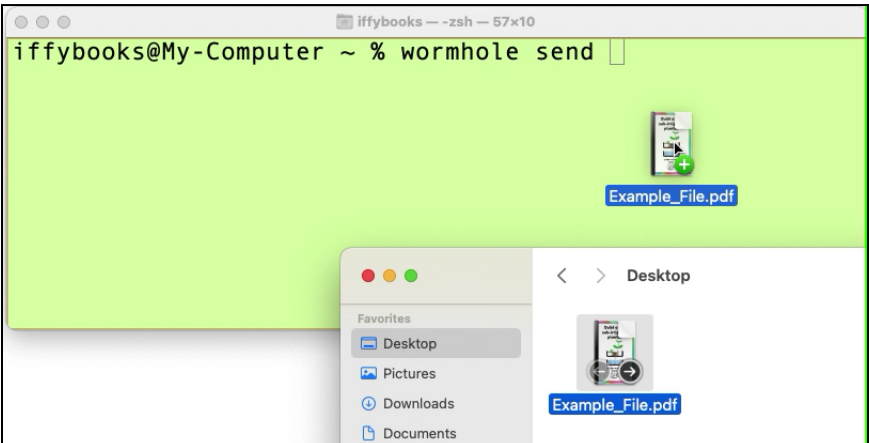 iffybooks — -zsh — 57×10
iffybooks@My-Computer ~ % wormhole send
Example_File.pdf
Desktop
Favorites
Desktop
Pictures
Downloads
Documents
Example_File.pdf